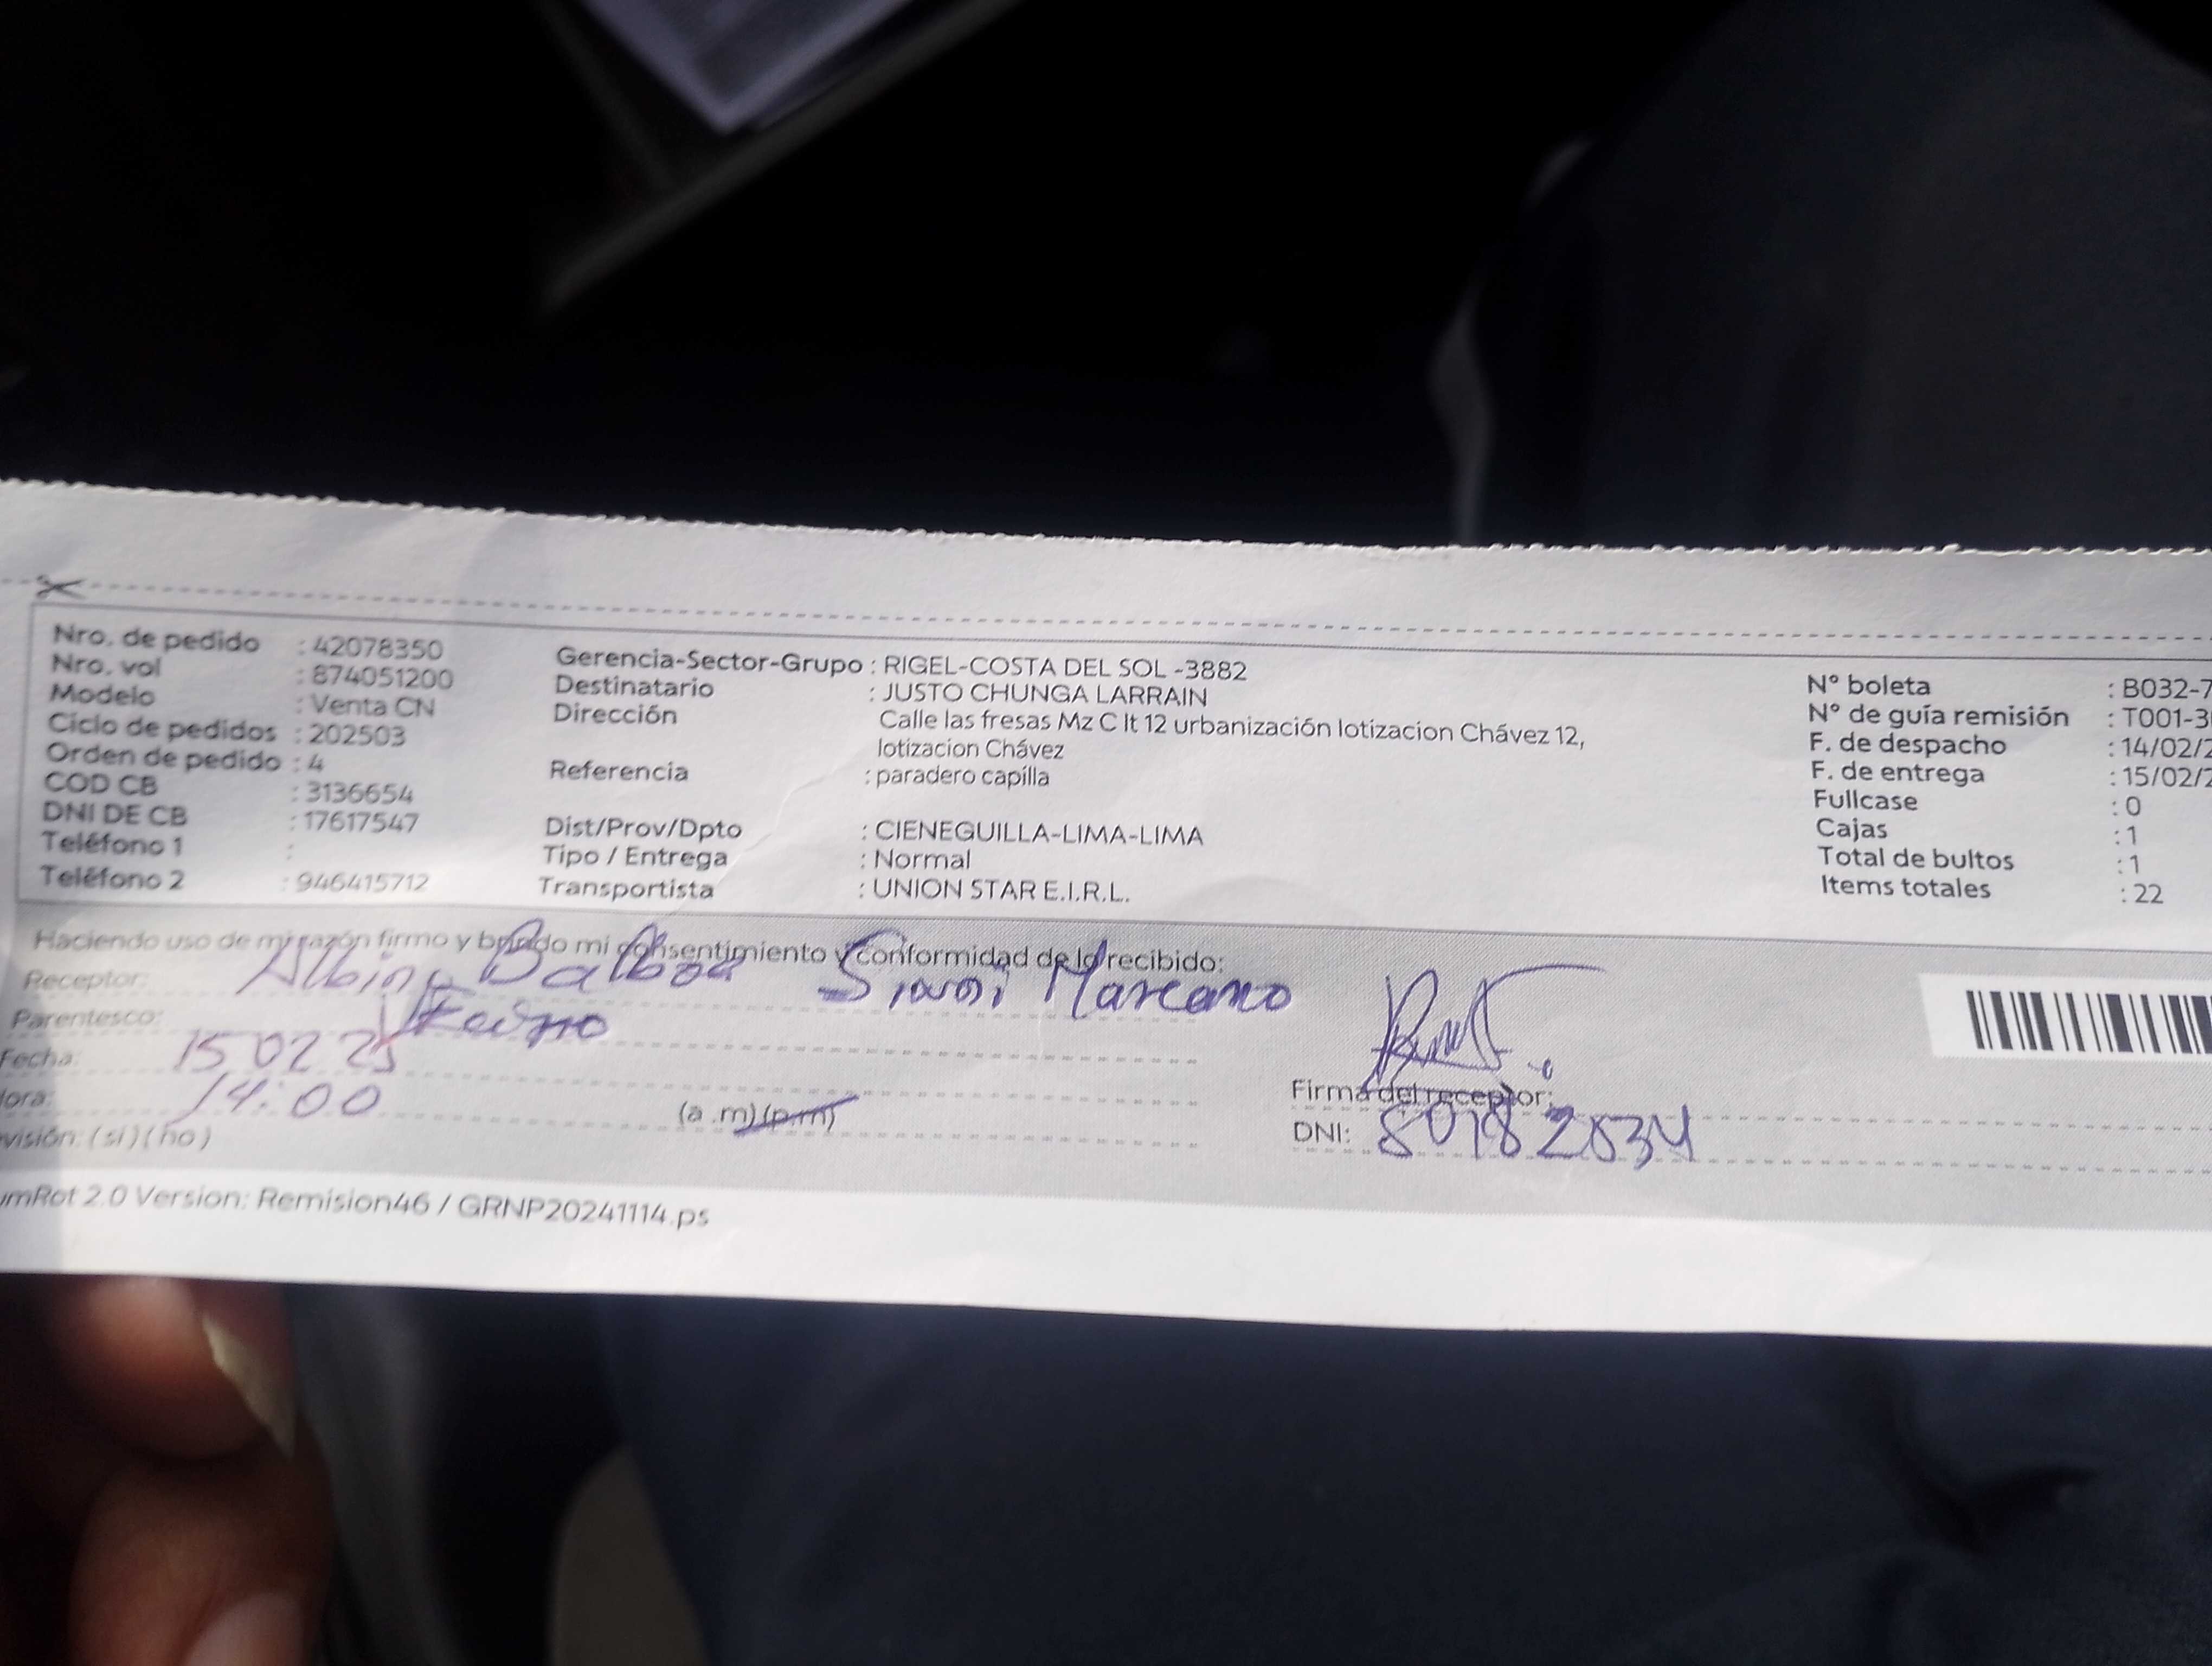 Nro. de pedido : 42078350
Nro. vol : 874051200
Modelo : Venta CN
Ciclo de pedidos : 202503
Orden de pedido : 4
COD CB : 3136654
DNI DE CB : 17617547
Teléfono 1 :
Teléfono 2 : 946415712
Gerencia-Sector-Grupo : RIGEL-COSTA DEL SOL -3882
Destinatario : JUSTO CHUNGA LARRAIN
Dirección Calle las fresas Mz C lt 12 urbanización lotizacion Chávez 12,
lotizacion Chávez
Referencia : paradero capilla
Dist/Prov/Dpto : CIENEGUILLA-LIMA-LIMA
Tipo / Entrega : Normal
Transportista : UNION STAR E.I.R.L.
N° boleta : B032-7
N° de guía remisión : T001-3
F. de despacho : 14/02/2
F. de entrega : 15/02/2
Fullcase : 0
Cajas : 1
Total de bultos : 1
Items totales : 22
Haciendo uso de mi razón firmo y brindo mi consentimiento y conformidad de lo recibido:
Receptor: Balboa Marcano
Parentesco:
Fecha: 15 02 25
ora: 14:00 (a .m) (p.m)
visión: (si) (no)
Firma del receptor:
DNI:
umRot 2.0 Version: Remision46 / GRNP20241114.ps